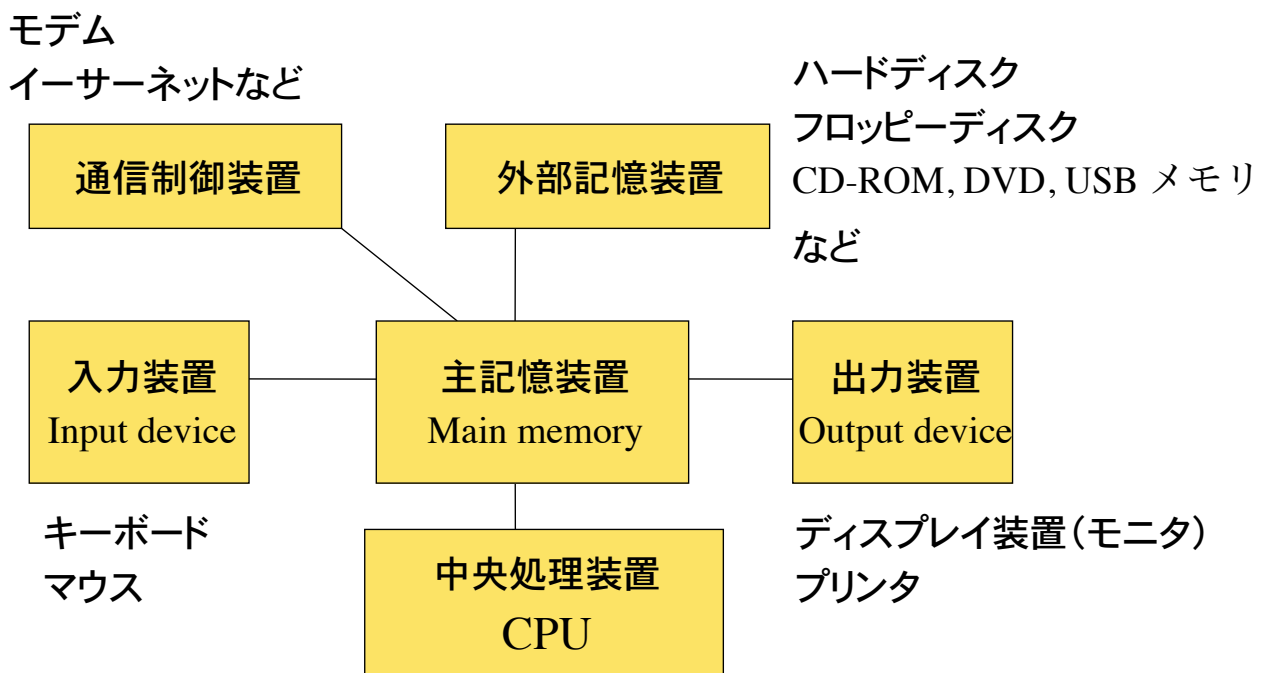 モデム
イーサーネットなど
通信制御装置
外部記憶装置
ハードディスク
フロッピーディスク
CD-ROM, DVD, USB メモリ
など
入力装置
Input device
主記憶装置
Main memory
出力装置
Output device
キーボード
マウス
中央処理装置
CPU
ディスプレイ装置(モニタ)
プリンタ